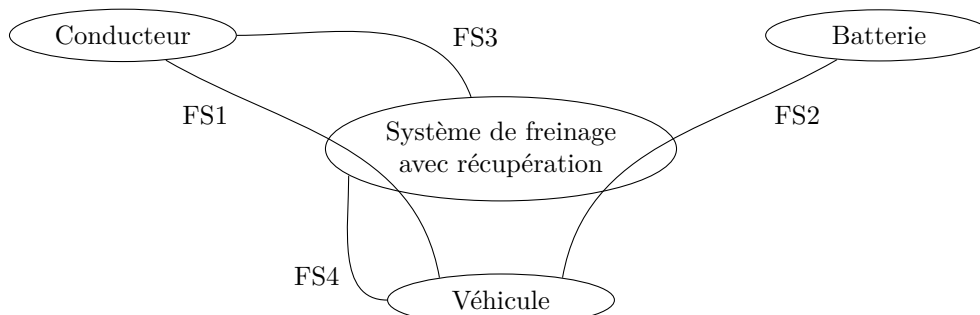 Conducteur
FS3
Batterie
FS1
FS2
Système de freinage
avec récupération
FS4
Véhicule